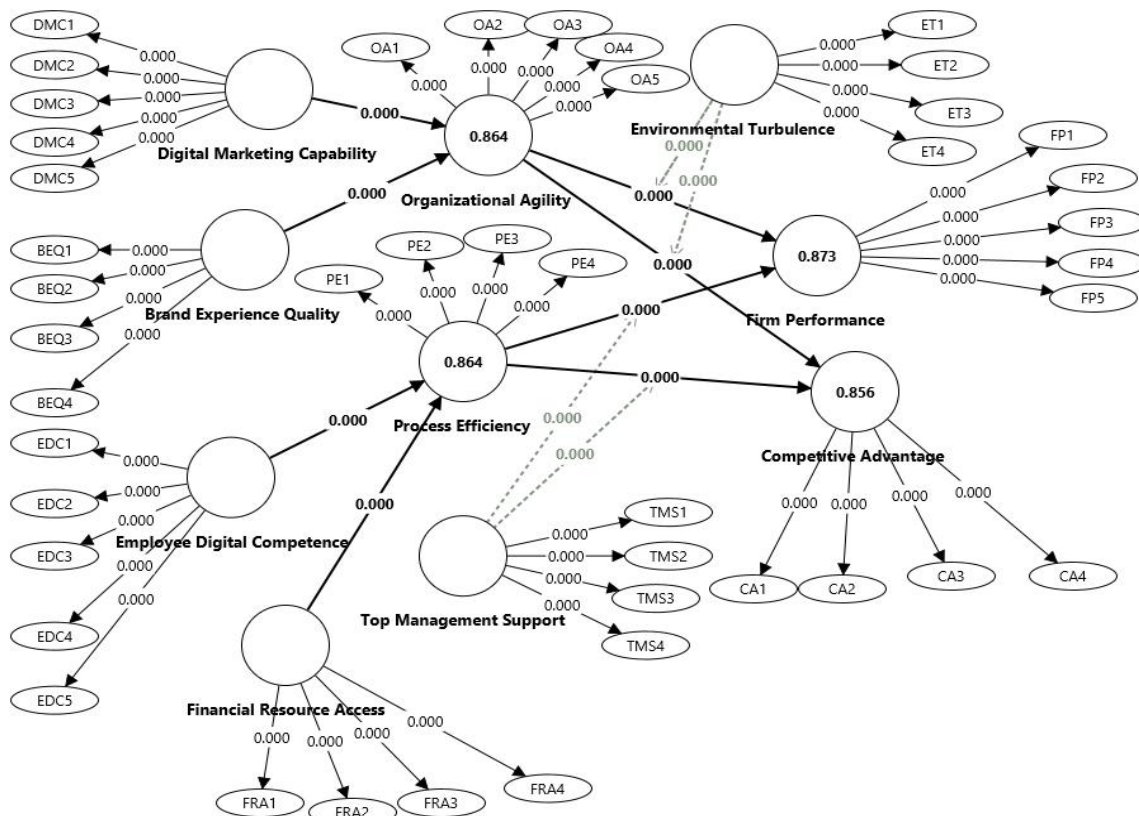 DMC1
0.000
DMC2
0.000
DMC3
0.000
DMC4
0.000
DMC5
0.000
Digital Marketing Capability
0.000
OA1
OA2
OA3
OA4
OA5
0.000
0.000
0.000
0.000
0.000
0.864
Organizational Agility
ET1
ET2
ET3
ET4
0.000
0.000
0.000
0.000
Environmental Turbulence
0.000
0.000
0.000
0.000
BEQ1
0.000
BEQ2
0.000
BEQ3
0.000
BEQ4
0.000
Brand Experience Quality
0.000
PE1
PE2
PE3
PE4
0.000
0.000
0.000
0.000
0.864
Process Efficiency
FP1
FP2
FP3
FP4
FP5
0.000
0.000
0.000
0.000
0.000
0.873
Firm Performance
0.000
0.000
0.000
0.000
0.856
Competitive Advantage
0.000
0.000
0.000
0.000
CA1
CA2
CA3
CA4
EDC1
0.000
EDC2
0.000
EDC3
0.000
EDC4
0.000
EDC5
0.000
Employee Digital Competence
0.000
0.000
TMS1
0.000
TMS2
0.000
TMS3
0.000
TMS4
0.000
Top Management Support
Financial Resource Access
0.000
0.000
0.000
0.000
FRA1
FRA2
FRA3
FRA4